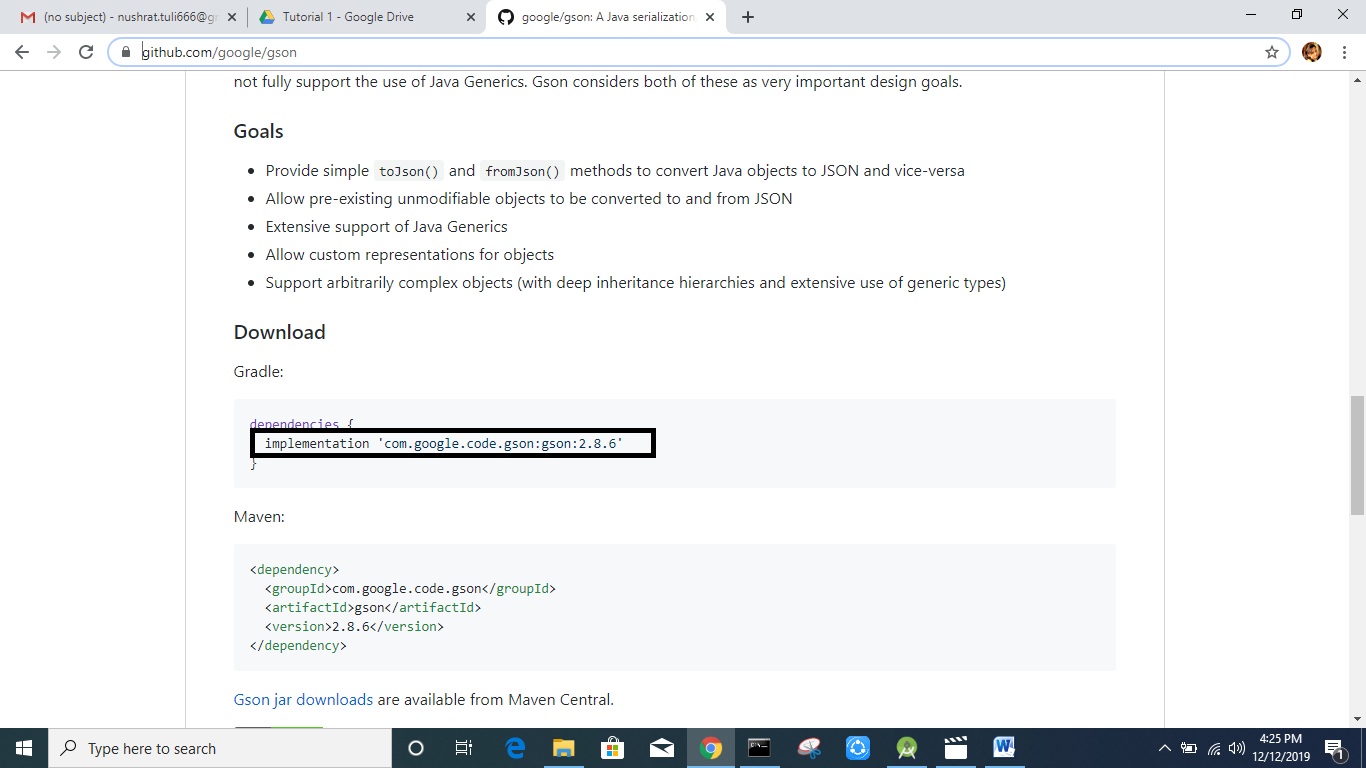 (no subject) - nushrat.tuli666@gr
Tutorial 1 - Google Drive
google/gson: A Java serialization
github.com/google/gson
not fully support the use of Java Generics. Gson considers both of these as very important design goals.
Goals
• Provide simple toJson() and fromJson() methods to convert Java objects to JSON and vice-versa
• Allow pre-existing unmodifiable objects to be converted to and from JSON
• Extensive support of Java Generics
• Allow custom representations for objects
• Support arbitrarily complex objects (with deep inheritance hierarchies and extensive use of generic types)
Download
Gradle:
dependencies {
implementation 'com.google.code.gson:gson:2.8.6'
}
Maven:
<dependency>
<groupId>com.google.code.gson</groupId>
<artifactId>gson</artifactId>
<version>2.8.6</version>
</dependency>
Gson jar downloads are available from Maven Central.
Type here to search
4:25 PM
12/12/2019
1